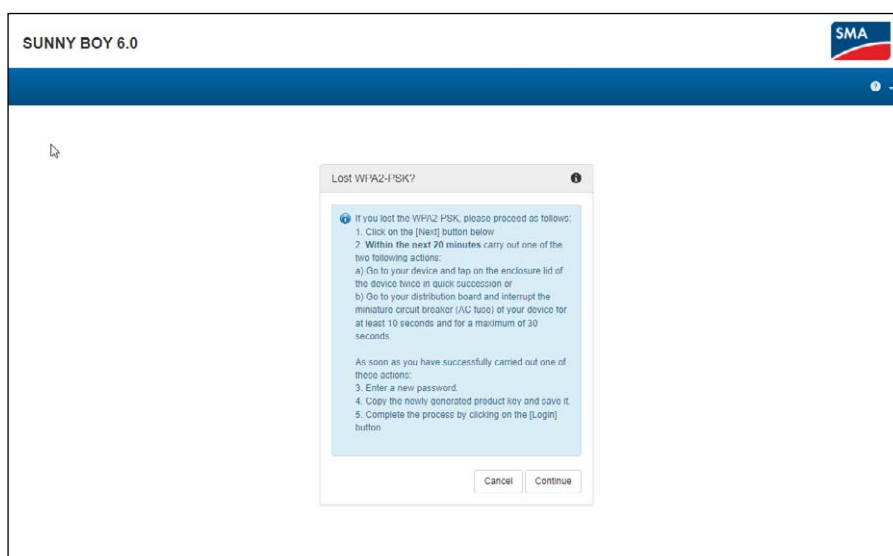 SUNNY BOY 6.0
SMA
Lost WPA2-PSK?
If you lost the WPA2 PSK, please proceed as follows:
1. Click on the [Next] button below
2. Within the next 20 minutes carry out one of the
two following actions:
a) Go to your device and tap on the enclosure lid of
the device twice in quick succession or
b) Go to your distribution board and interrupt the
miniature circuit breaker (AC fuse) of your device for
at least 10 seconds and for a maximum of 30
seconds
As soon as you have successfully carried out one of
these actions:
3. Enter a new password.
4. Copy the newly generated product key and save it.
5. Complete the process by clicking on the [Login]
button
Cancel Continue